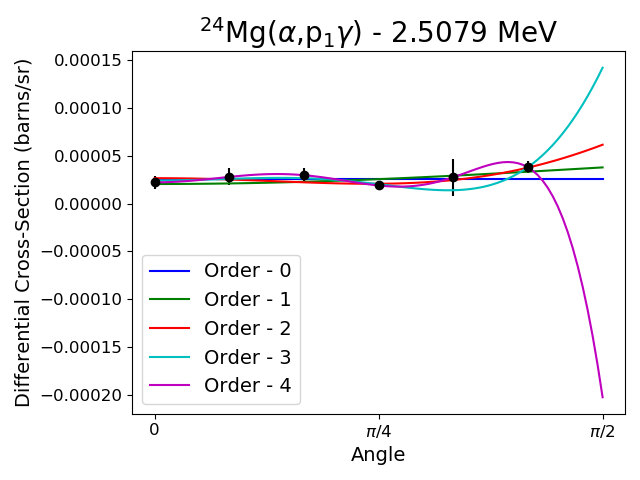 ²⁴Mg(α,p₁γ) - 2.5079 MeV
Differential Cross-Section (barns/sr)
0.00015
0.00010
0.00005
0.00000
−0.00005
−0.00010
−0.00015
−0.00020
Order - 0
Order - 1
Order - 2
Order - 3
Order - 4
0
π/4
π/2
Angle